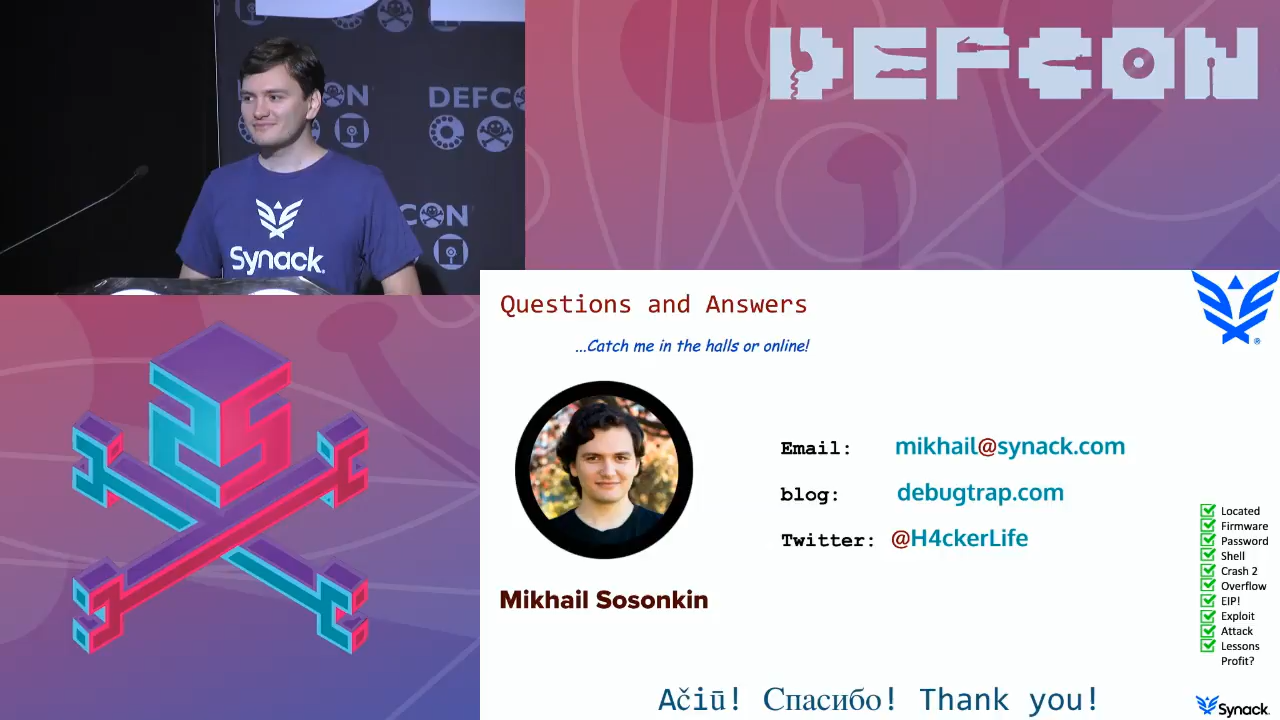 DEFCON
DEFCON
CON
CON
Synack.
Questions and Answers
...Catch me in the halls or online!
Email: mikhail@synack.com
blog: debugtrap.com
Twitter: @H4ckerLife
Mikhail Sosonkin
Located
Firmware
Password
Shell
Crash 2
Overflow
EIP!
Exploit
Attack
Lessons
Profit?
Ačiū! Спасибо! Thank you!
Synack.